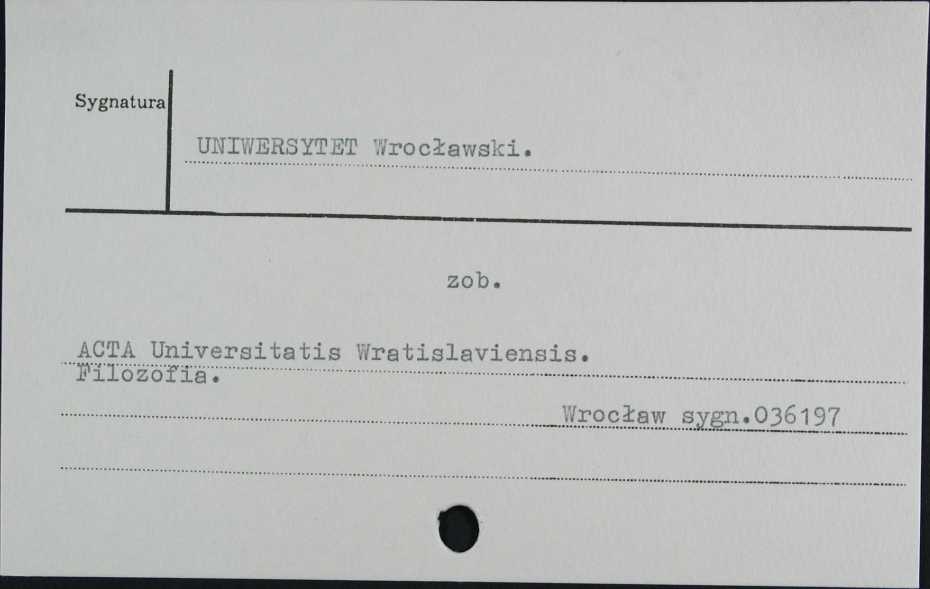 Sygnatura
UNIWERSYTET Wrocławski.
zob.
ACTA Universitatis Wratislaviensis.
Filozofia.
Wrocław sygn.036197